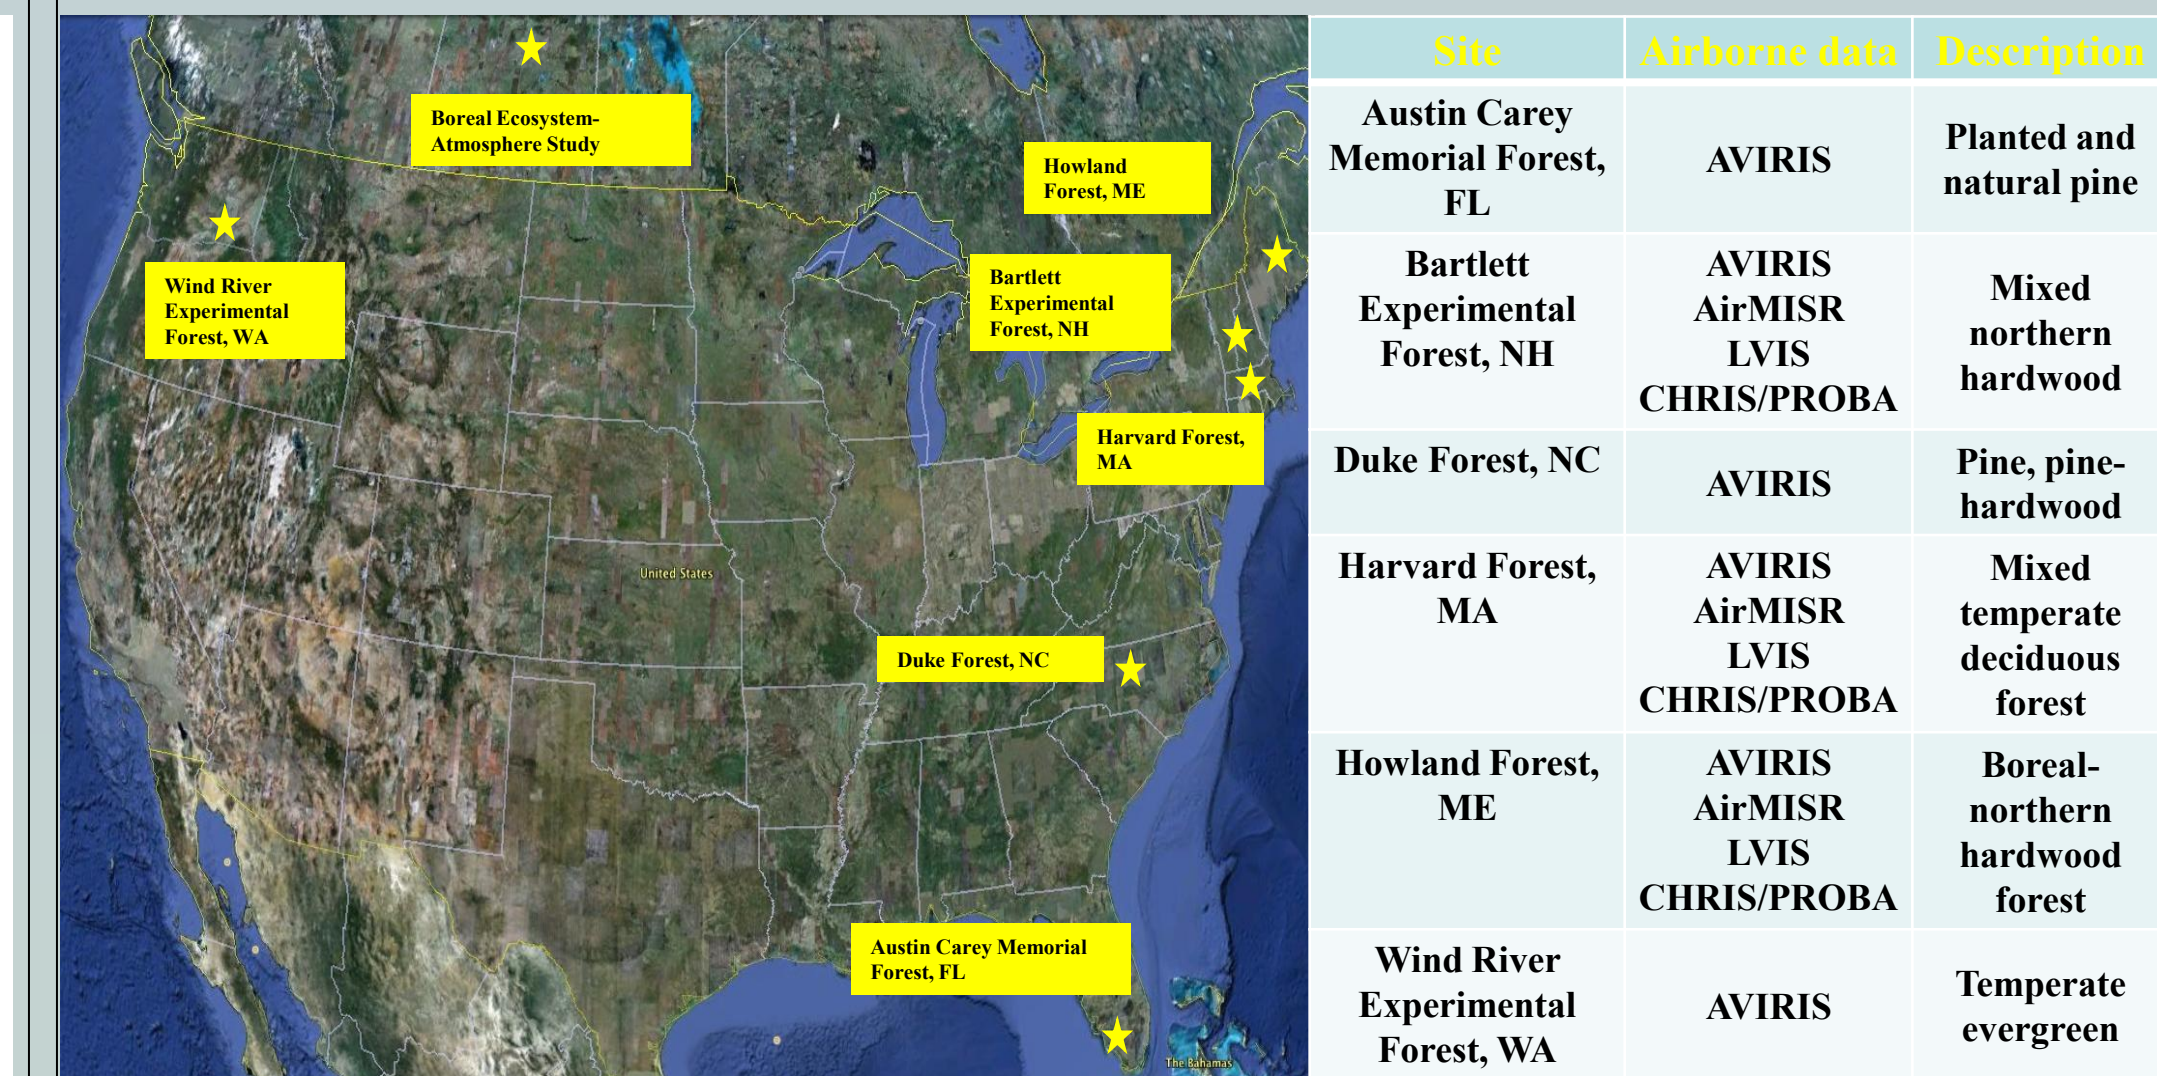 Boreal Ecosystem-
Atmosphere Study
Howland
Forest, ME
Wind River
Experimental
Forest, WA
Bartlett
Experimental
Forest, NH
Harvard Forest,
MA
United States
Duke Forest, NC
Austin Carey Memorial
Forest, FL
The Bahamas
Site
Airborne data
Description
Austin Carey
Memorial Forest,
FL
AVIRIS
Planted and
natural pine
Bartlett
Experimental
Forest, NH
AVIRIS
AirMISR
LVIS
CHRIS/PROBA
Mixed
northern
hardwood
Duke Forest, NC
AVIRIS
Pine, pine-
hardwood
Harvard Forest,
MA
AVIRIS
AirMISR
LVIS
CHRIS/PROBA
Mixed
temperate
deciduous
forest
Howland Forest,
ME
AVIRIS
AirMISR
LVIS
CHRIS/PROBA
Boreal-
northern
hardwood
forest
Wind River
Experimental
Forest, WA
AVIRIS
Temperate
evergreen